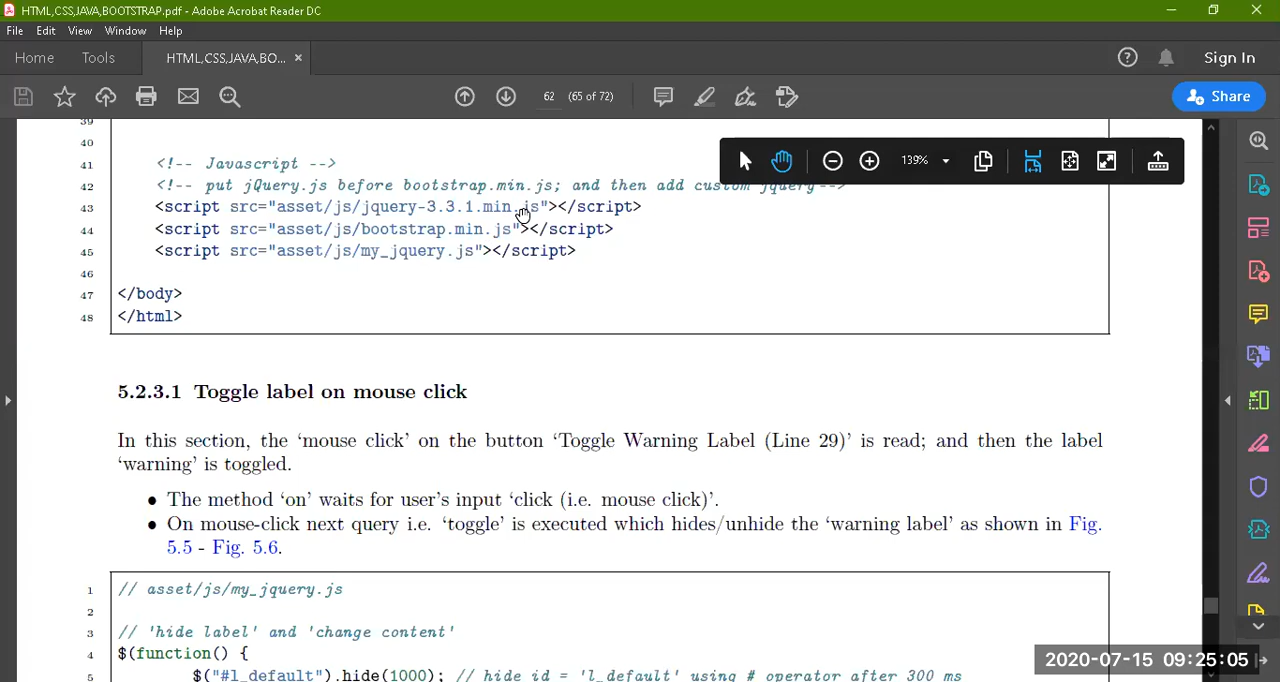 HTML,CSS,JAVA,BOOTSTRAP.pdf - Adobe Acrobat Reader DC
File Edit View Window Help
Home Tools HTML,CSS,JAVA,BO... × Sign In
62 (65 of 72) Share
39
40
139%
41 <!-- Javascript -->
42 <!-- put jQuery.js before bootstrap.min.js; and then add custom jquery-->
43 <script src="asset/js/jquery-3.3.1.min.js"></script>
44 <script src="asset/js/bootstrap.min.js"></script>
45 <script src="asset/js/my_jquery.js"></script>
46
47 </body>
48 </html>
5.2.3.1 Toggle label on mouse click
In this section, the ‘mouse click’ on the button ‘Toggle Warning Label (Line 29)’ is read; and then the label
‘warning’ is toggled.
• The method ‘on’ waits for user’s input ‘click (i.e. mouse click)’.
• On mouse-click next query i.e. ‘toggle’ is executed which hides/unhide the ‘warning label’ as shown in Fig.
5.5 - Fig. 5.6.
1 // asset/js/my_jquery.js
2
3 // 'hide label' and 'change content'
4 $(function() {
5 $("#l_default").hide(1000); // hide id = 'l_default' using # operator after 300 ms
2020-07-15 09:25:05